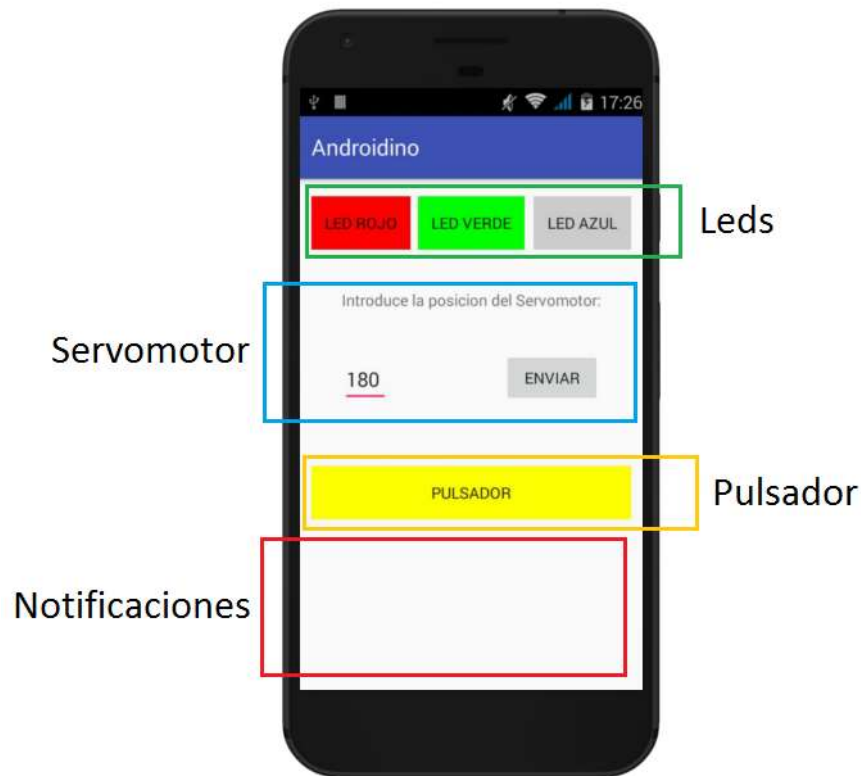 17:26
Androidino
LED ROJO LED VERDE LED AZUL
Leds
Introduce la posicion del Servomotor:
Servomotor
180 ENVIAR
PULSADOR
Pulsador
Notificaciones